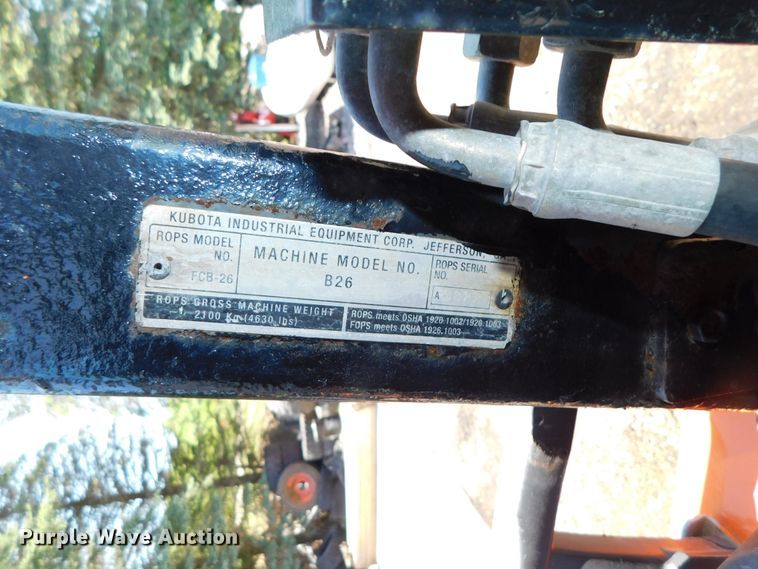 KUBOTA INDUSTRIAL EQUIPMENT CORP. JEFFERSON,
ROPS MODEL NO. FCB-26
MACHINE MODEL NO. B26
ROPS SERIAL NO. A
ROPS GROSS MACHINE WEIGHT
2100 Kg (4630 lbs)
ROPS meets OSHA 1928.1002/1926.1003
FOPS meets OSHA 1926.1003
Purple Wave Auction